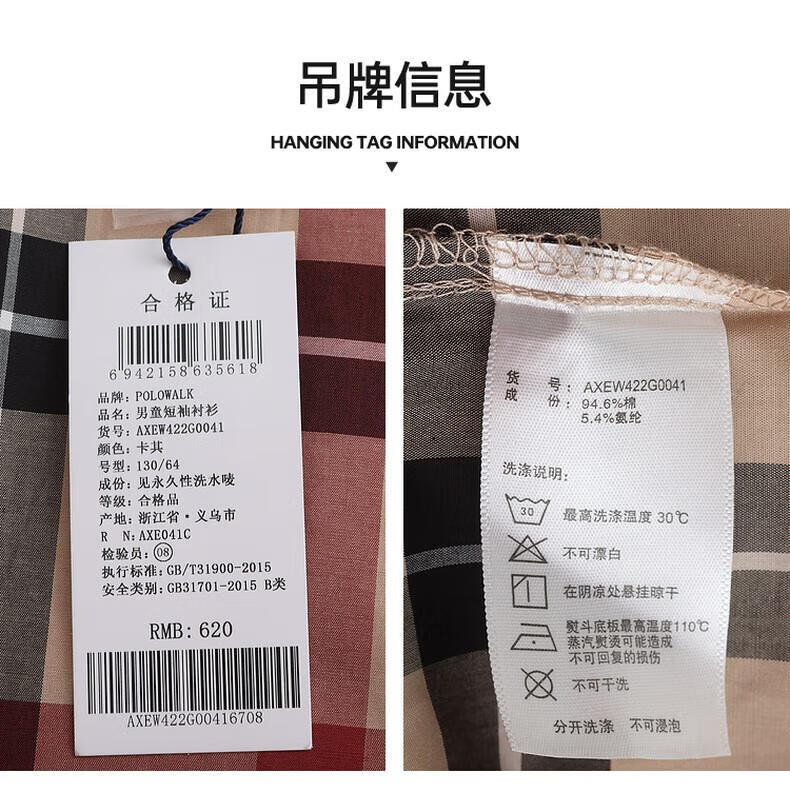 吊牌信息
HANGING TAG INFORMATION
合格证
6942158635618
品牌: POLOWALK
品名: 男童短袖衬衫
货号: AXEW422G0041
颜色: 卡其
号型: 130/64
成份: 见永久性洗水唛
等级: 合格品
产地: 浙江省·义乌市
R N: AXE041C
检验员: 08
执行标准: GB/T31900-2015
安全类别: GB31701-2015 B类
RMB: 620
AXEW422G00416708
货号: AXEW422G0041
成份: 94.6%棉
5.4%氨纶
洗涤说明:
30 最高洗涤温度 30℃
不可漂白
在阴凉处悬挂晾干
熨斗底板最高温度110℃
蒸汽熨烫可能造成
不可回复的损伤
不可干洗
分开洗涤 不可浸泡